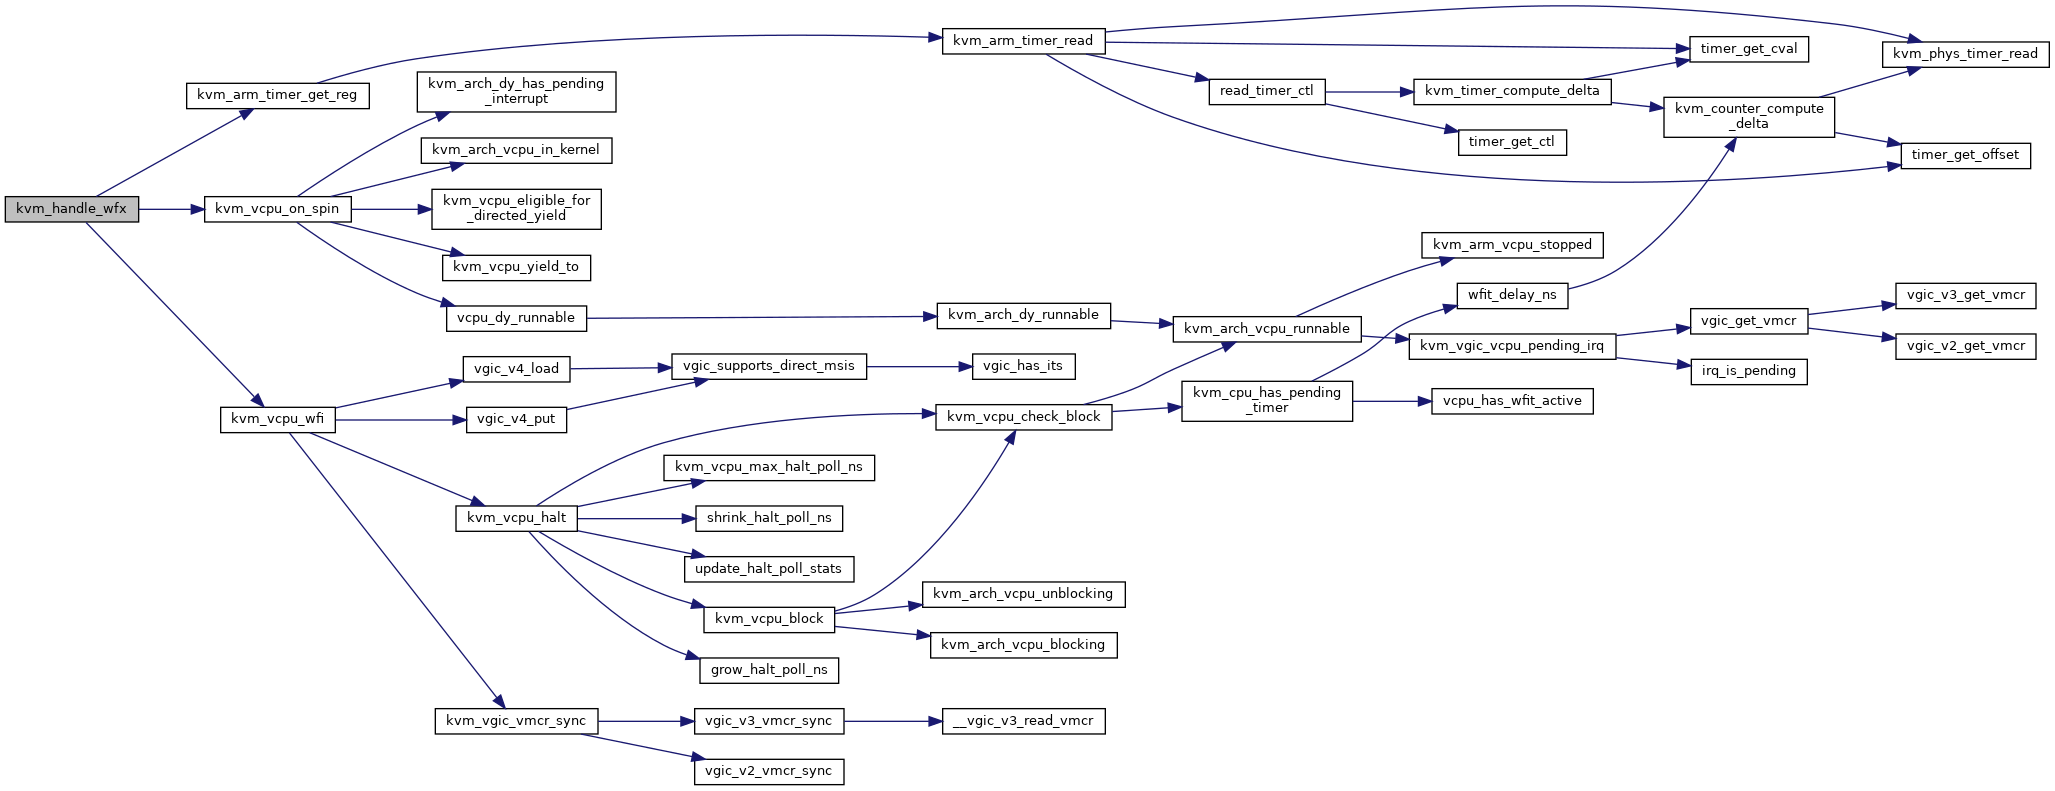 kvm_handle_wfx
kvm_arm_timer_get_reg
kvm_vcpu_on_spin
kvm_vcpu_wfi
kvm_arch_dy_has_pending
_interrupt
kvm_arch_vcpu_in_kernel
kvm_vcpu_eligible_for
_directed_yield
kvm_vcpu_yield_to
vcpu_dy_runnable
vgic_v4_load
vgic_v4_put
kvm_vcpu_halt
kvm_vgic_vmcr_sync
vgic_supports_direct_msis
kvm_vcpu_max_halt_poll_ns
shrink_halt_poll_ns
update_halt_poll_stats
kvm_vcpu_block
grow_halt_poll_ns
vgic_v3_vmcr_sync
vgic_v2_vmcr_sync
kvm_arm_timer_read
kvm_arch_dy_runnable
vgic_has_its
kvm_vcpu_check_block
kvm_arch_vcpu_unblocking
kvm_arch_vcpu_blocking
__vgic_v3_read_vmcr
read_timer_ctl
kvm_arch_vcpu_runnable
kvm_cpu_has_pending
_timer
kvm_timer_compute_delta
timer_get_ctl
kvm_arm_vcpu_stopped
wfit_delay_ns
kvm_vgic_vcpu_pending_irq
vcpu_has_wfit_active
timer_get_cval
kvm_counter_compute
_delta
vgic_get_vmcr
irq_is_pending
kvm_phys_timer_read
timer_get_offset
vgic_v3_get_vmcr
vgic_v2_get_vmcr